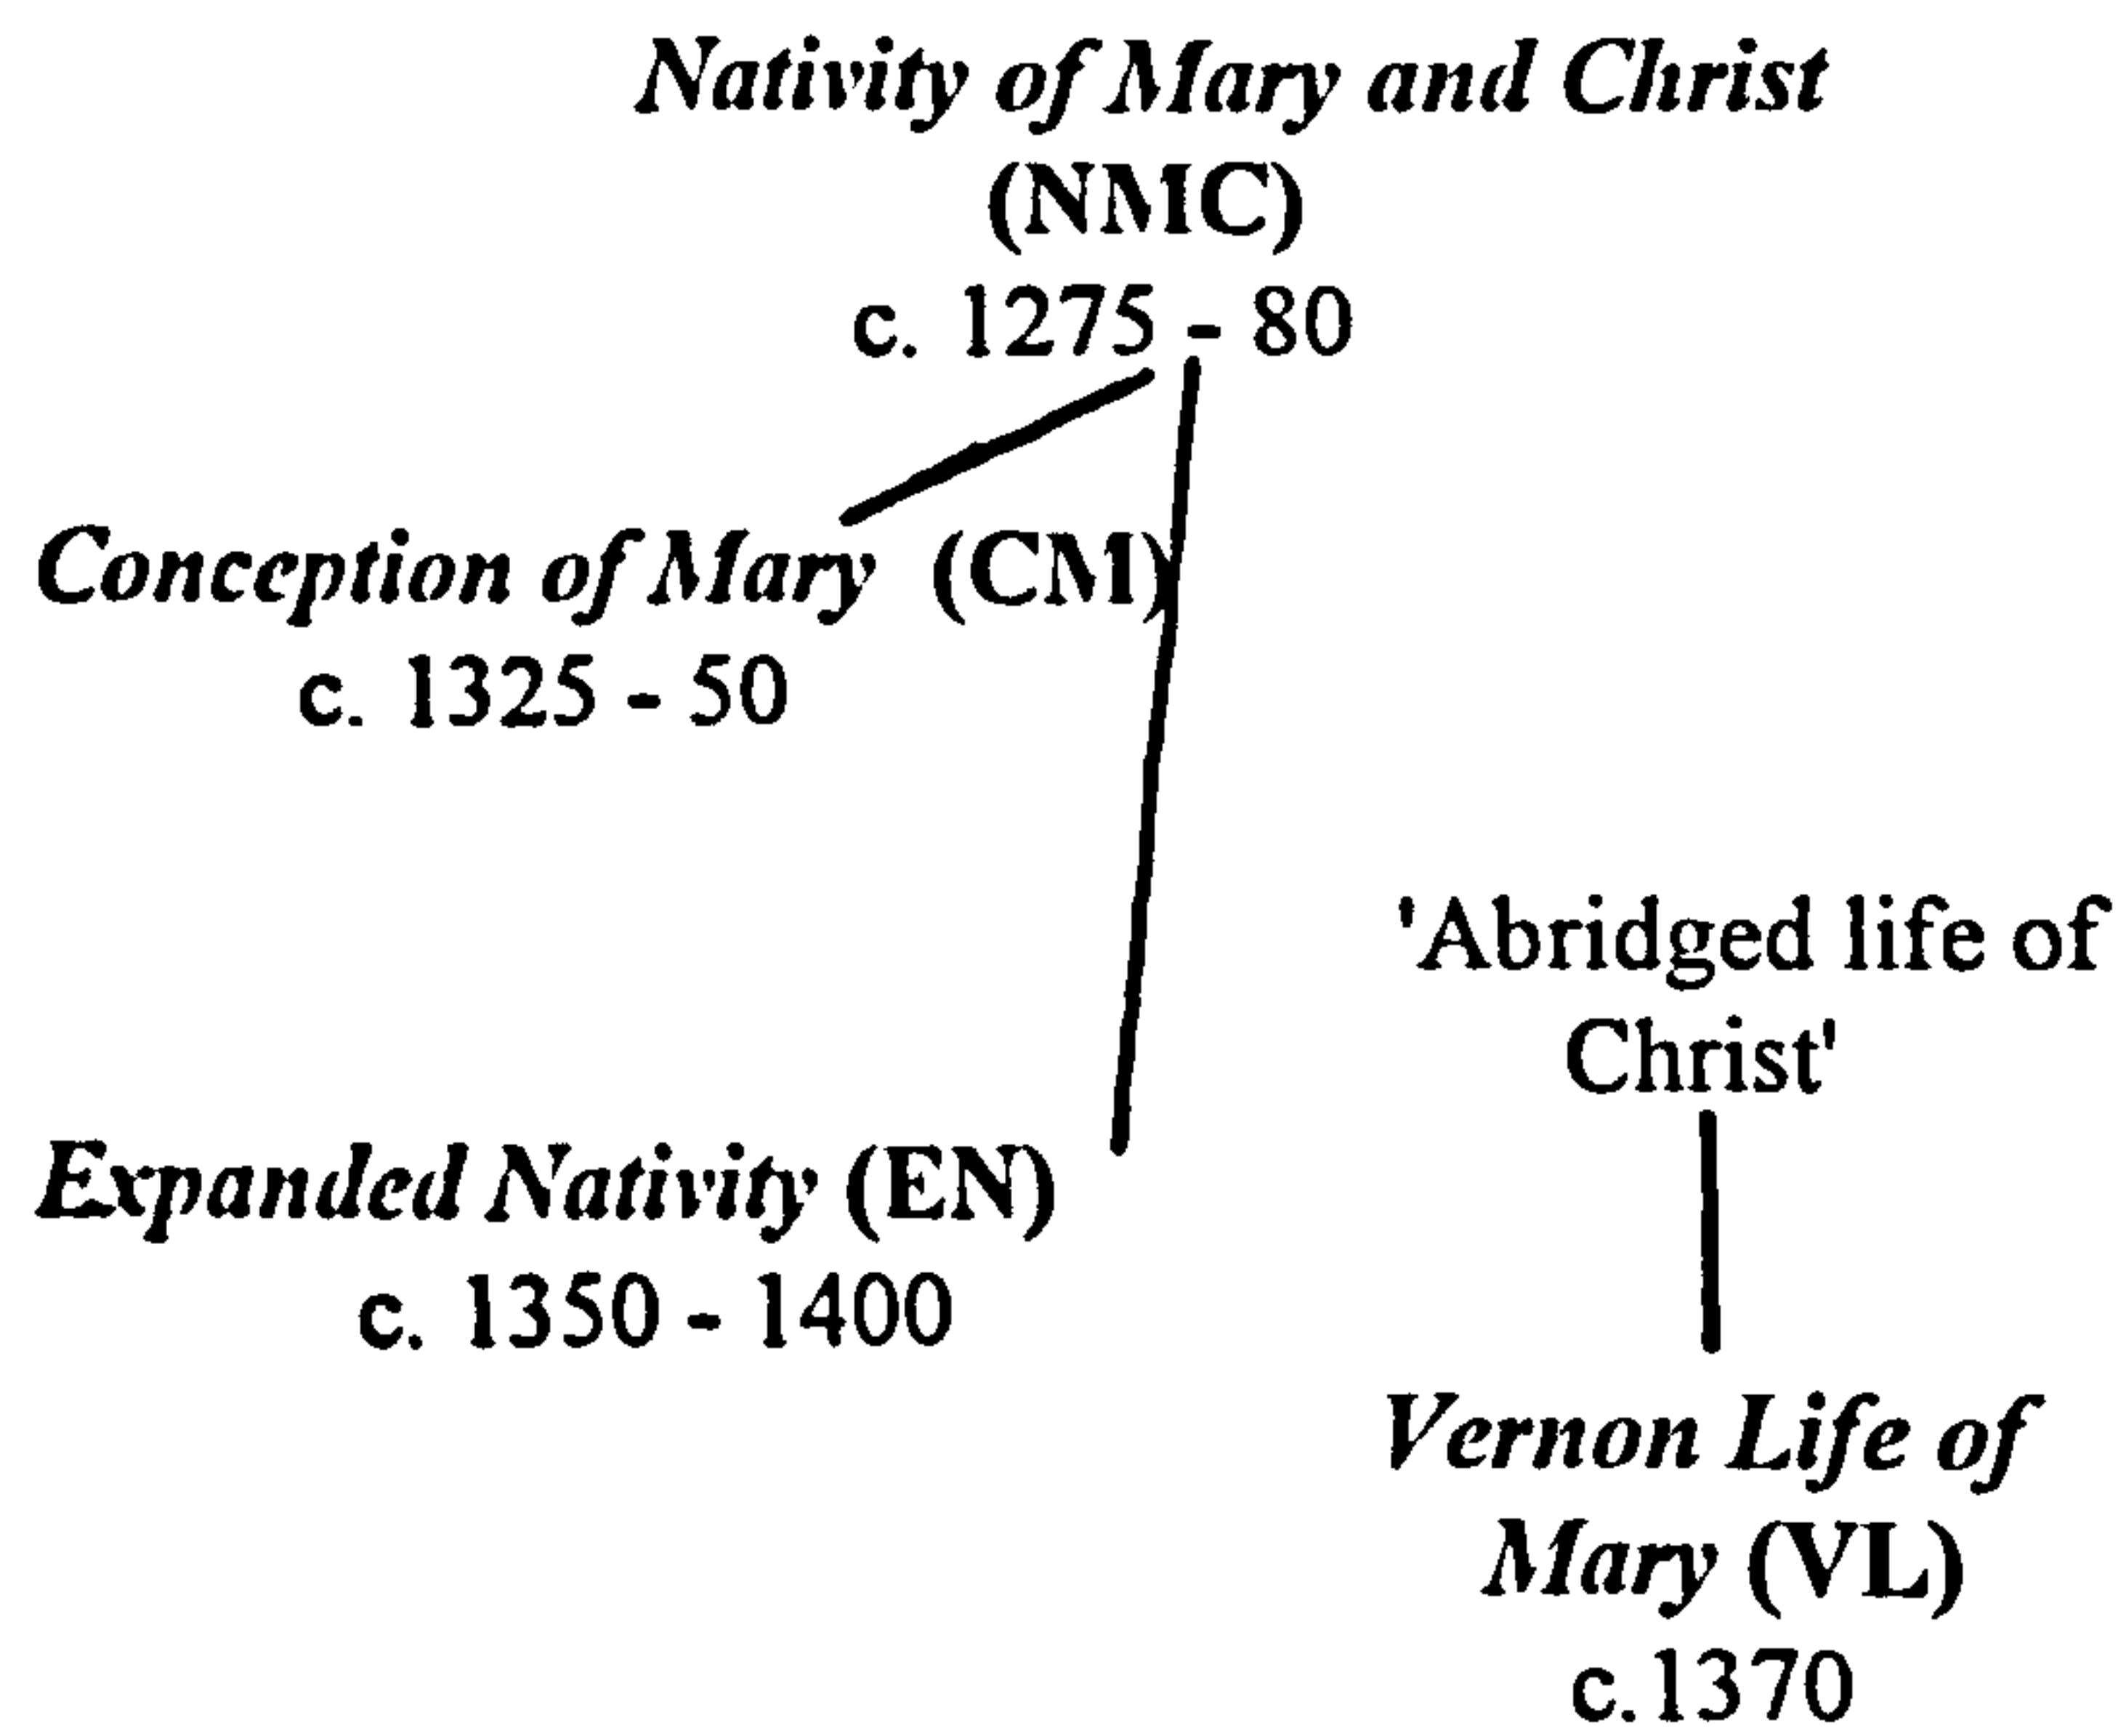 Nativity of Mary and Christ
(NMC)
c. 1275 - 80
Conception of Mary (CM)
c. 1325 - 50
'Abridged life of
Christ'
Expanded Nativity (EN)
c. 1350 - 1400
Vernon Life of
Mary (VL)
c.1370